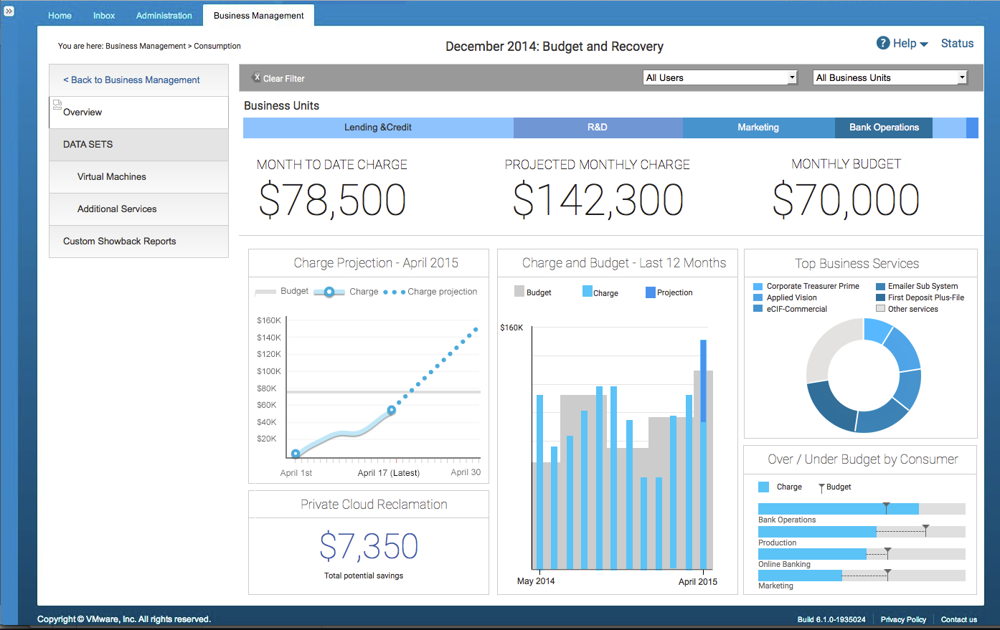 Home Inbox Administration Business Management
You are here: Business Management > Consumption
December 2014: Budget and Recovery
? Help Status
< Back to Business Management
Overview
DATA SETS
Virtual Machines
Additional Services
Custom Showback Reports
x Clear Filter
All Users
All Business Units
Business Units
Lending &Credit R&D Marketing Bank Operations
MONTH TO DATE CHARGE
$78,500
PROJECTED MONTHLY CHARGE
$142,300
MONTHLY BUDGET
$70,000
Charge Projection - April 2015
Budget Charge Charge projection
$160K
$140K
$120K
$100K
$80K
$60K
$40K
$20K
April 1st April 17 (Latest) April 30
Private Cloud Reclamation
$7,350
Total potential savings
Charge and Budget - Last 12 Months
Budget Charge Projection
$160K
May 2014 April 2015
Top Business Services
Corporate Treasurer Prime Emailer Sub System
Applied Vision First Deposit Plus-File
eCIF-Commercial Other services
Over / Under Budget by Consumer
Charge Budget
Bank Operations
Production
Online Banking
Marketing
Copyright © VMware, Inc. All rights reserved.
Build 6.1.0-1935024 Privacy Policy Contact us